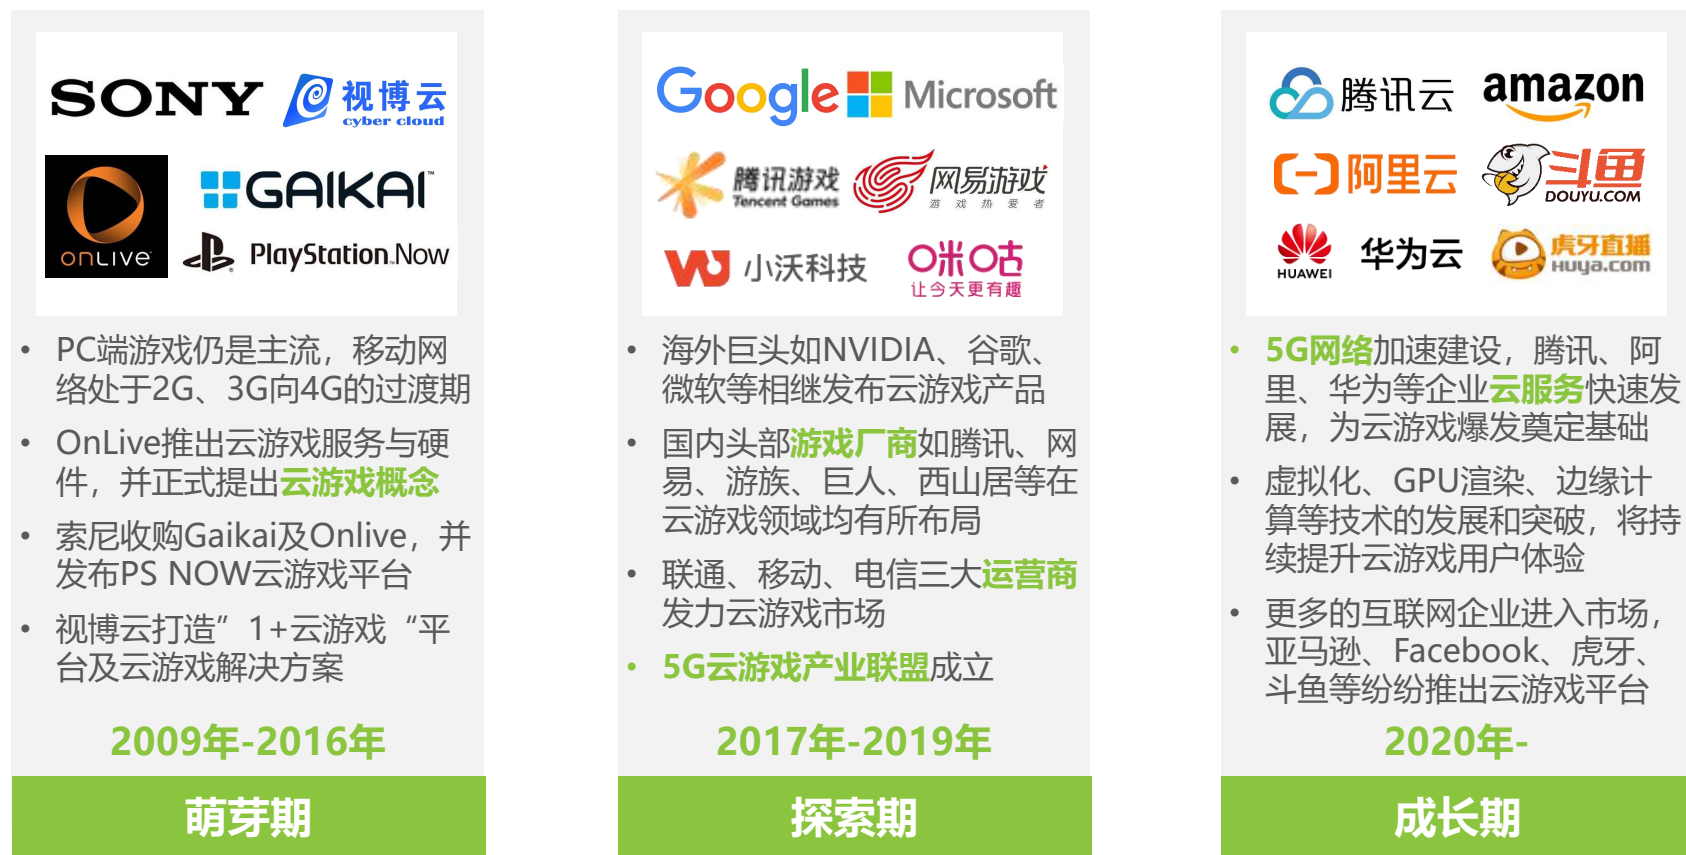 SONY
视博云
cyber cloud
onLIVE
GAIKAI™
PlayStation™Now
• PC端游戏仍是主流，移动网
络处于2G、3G向4G的过渡期
• OnLive推出云游戏服务与硬
件，并正式提出云游戏概念
• 索尼收购Gaikai及Onlive，并
发布PS NOW云游戏平台
• 视博云打造”1+云游戏“平
台及云游戏解决方案
2009年-2016年
萌芽期
Google
Microsoft
腾讯游戏
Tencent Games
网易游戏
游戏热爱者
小沃科技
咪咕
让今天更有趣
• 海外巨头如NVIDIA、谷歌、
微软等相继发布云游戏产品
• 国内头部游戏厂商如腾讯、网
易、游族、巨人、西山居等在
云游戏领域均有所布局
• 联通、移动、电信三大运营商
发力云游戏市场
• 5G云游戏产业联盟成立
2017年-2019年
探索期
腾讯云
amazon
阿里云
斗鱼
DOUYU.COM
HUAWEI
华为云
虎牙直播
HUYA.COM
• 5G网络加速建设，腾讯、阿
里、华为等企业云服务快速发
展，为云游戏爆发奠定基础
• 虚拟化、GPU渲染、边缘计
算等技术的发展和突破，将持
续提升云游戏用户体验
• 更多的互联网企业进入市场，
亚马逊、Facebook、虎牙、
斗鱼等纷纷推出云游戏平台
2020年-
成长期